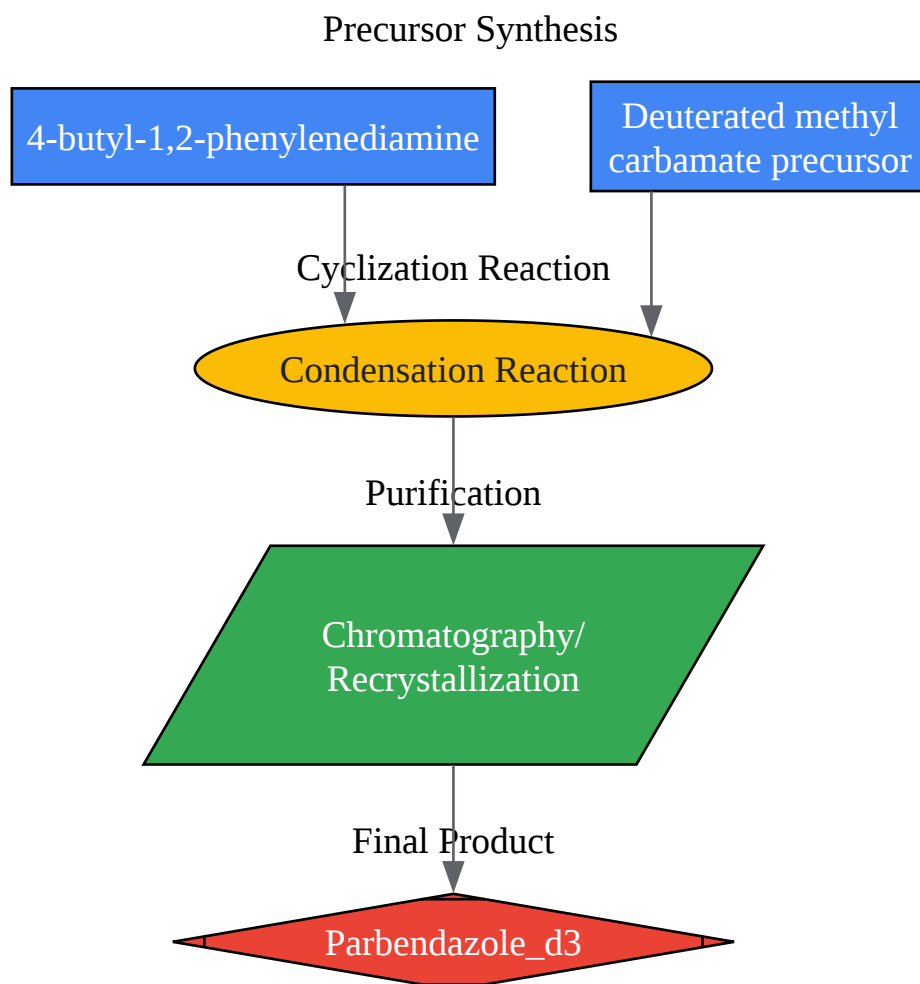 Precursor Synthesis
4-butyl-1,2-phenylenediamine
Deuterated methyl
carbamate precursor
Cyclization Reaction
Condensation Reaction
Purification
Chromatography/
Recrystallization
Final Product
Parbendazole_d3